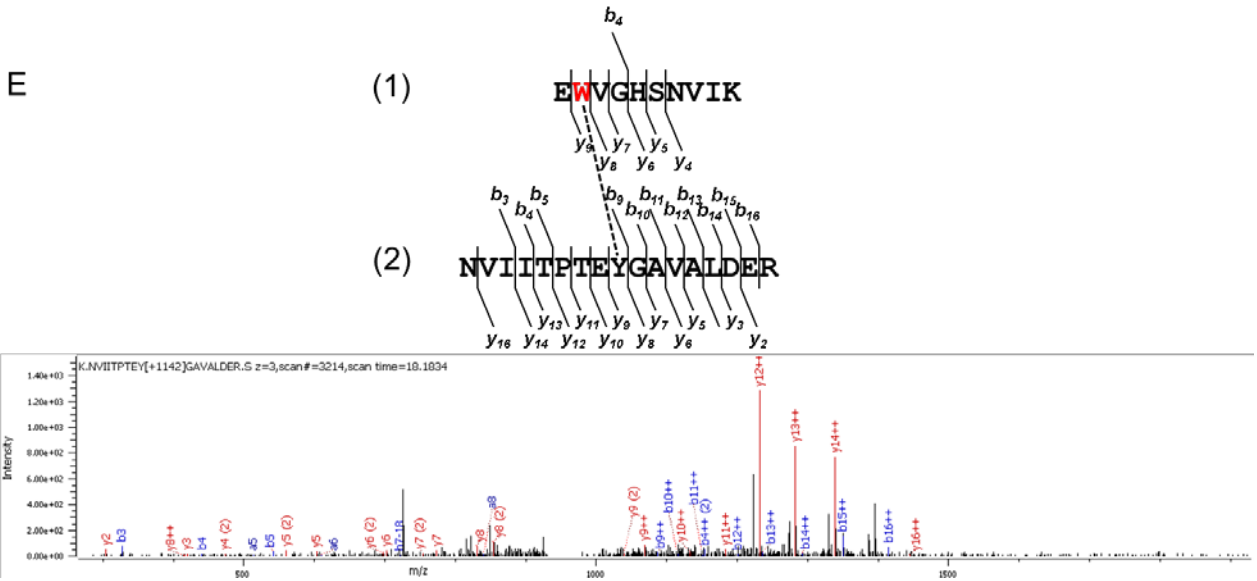 b4
E (1) EWVGHSNVIK
y9 y7 y5
y8 y6 y4
b3 b5 b9 b11 b13 b15
b4 b10 b12 b14 b16
(2) NVIITPTEYGAVALDER
y13 y11 y9 y7 y5 y3
y16 y14 y12 y10 y8 y6 y2
K.NVIITPTEY[+1142]GAVALDER.S z=3,scan#=3214,scan time=18.1834
Intensity
1.40e+03
1.20e+03
1.00e+03
8.00e+02
6.00e+02
4.00e+02
2.00e+02
0.00e+00
y2 b3 y8++ y3 b4 y4 (2) a5 b5 y5 (2) y5 a6 y6 (2) y6 b7-18 y7 (2) y7 y8 a8 y8 (2) y9 (2) y9++ b9++ b10++ y10++ b11++ b4++ (2) y11++ b12++ y12++ b13++ y13++ b14++ y14++ b15++ b16++ y16++
500 1000 1500
m/z